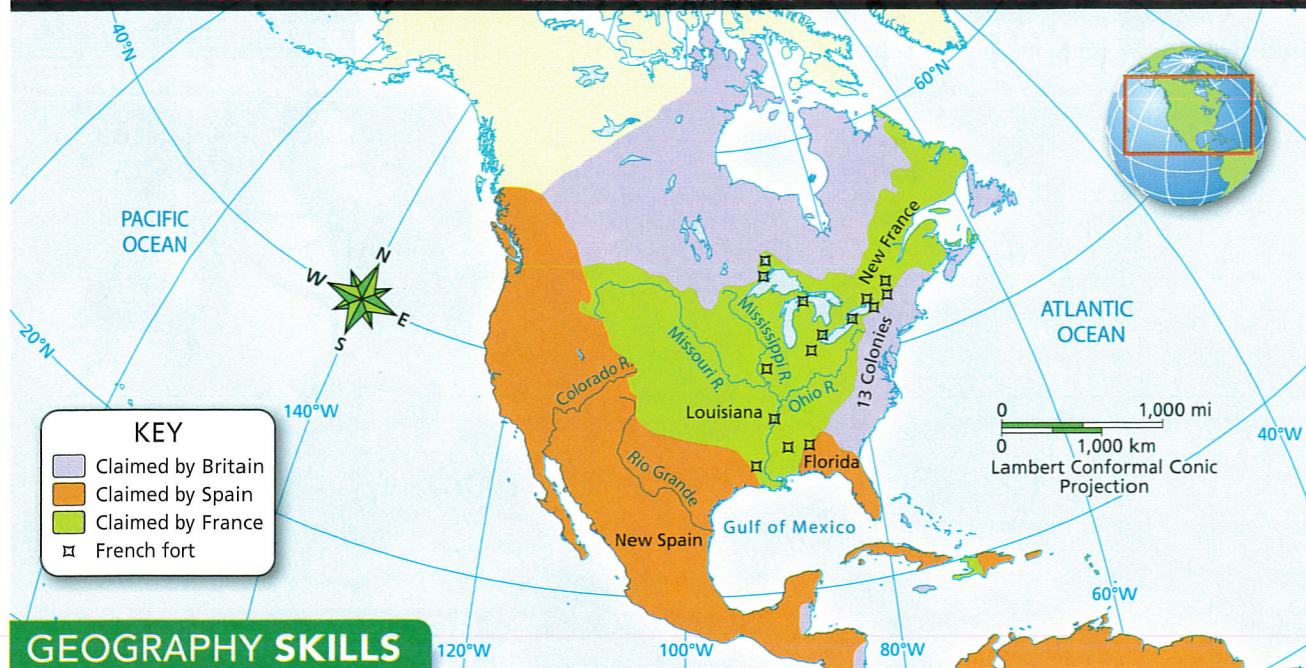 40°N
60°N
PACIFIC
OCEAN
N
W
E
S
New France
ATLANTIC
OCEAN
20°N
Mississippi R.
Missouri R.
13 Colonies
Colorado R.
Ohio R.
Louisiana
140°W
0 1,000 mi
0 1,000 km
Lambert Conformal Conic
Projection
40°W
KEY
Claimed by Britain
Claimed by Spain
Claimed by France
French fort
Florida
Rio Grande
Gulf of Mexico
New Spain
60°W
GEOGRAPHY SKILLS
120°W
100°W
80°W